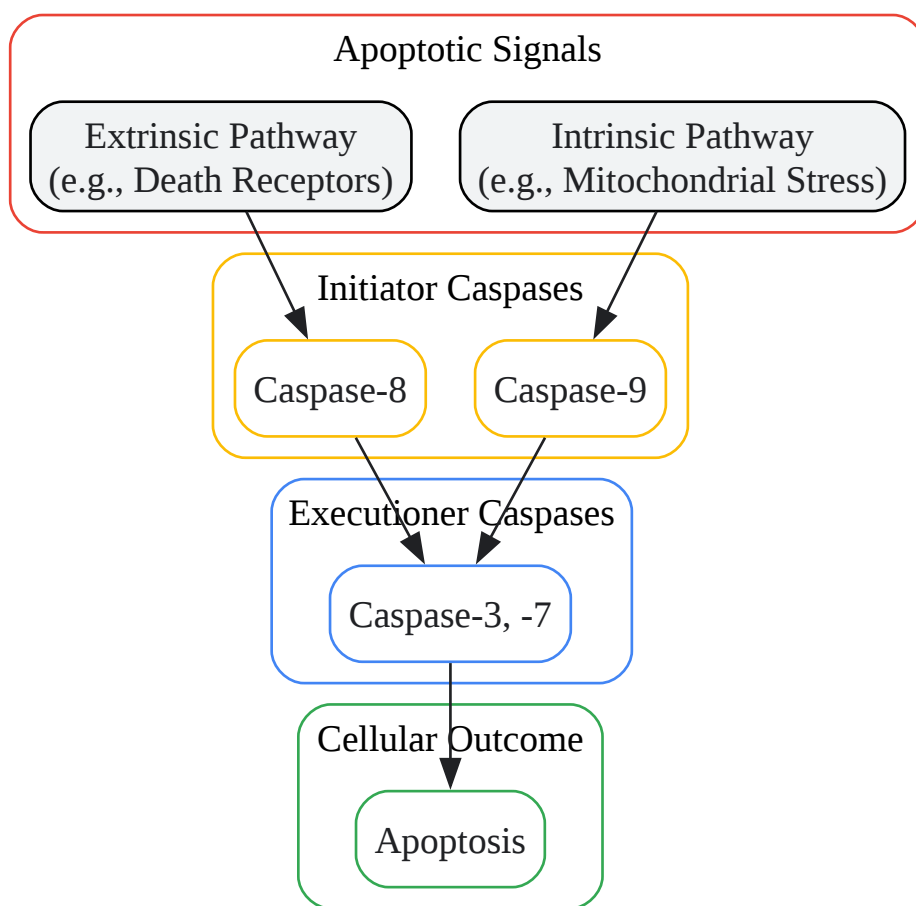 Apoptotic Signals
Extrinsic Pathway
(e.g., Death Receptors)
Intrinsic Pathway
(e.g., Mitochondrial Stress)
Initiator Caspases
Caspase-8
Caspase-9
Executioner Caspases
Caspase-3, -7
Cellular Outcome
Apoptosis